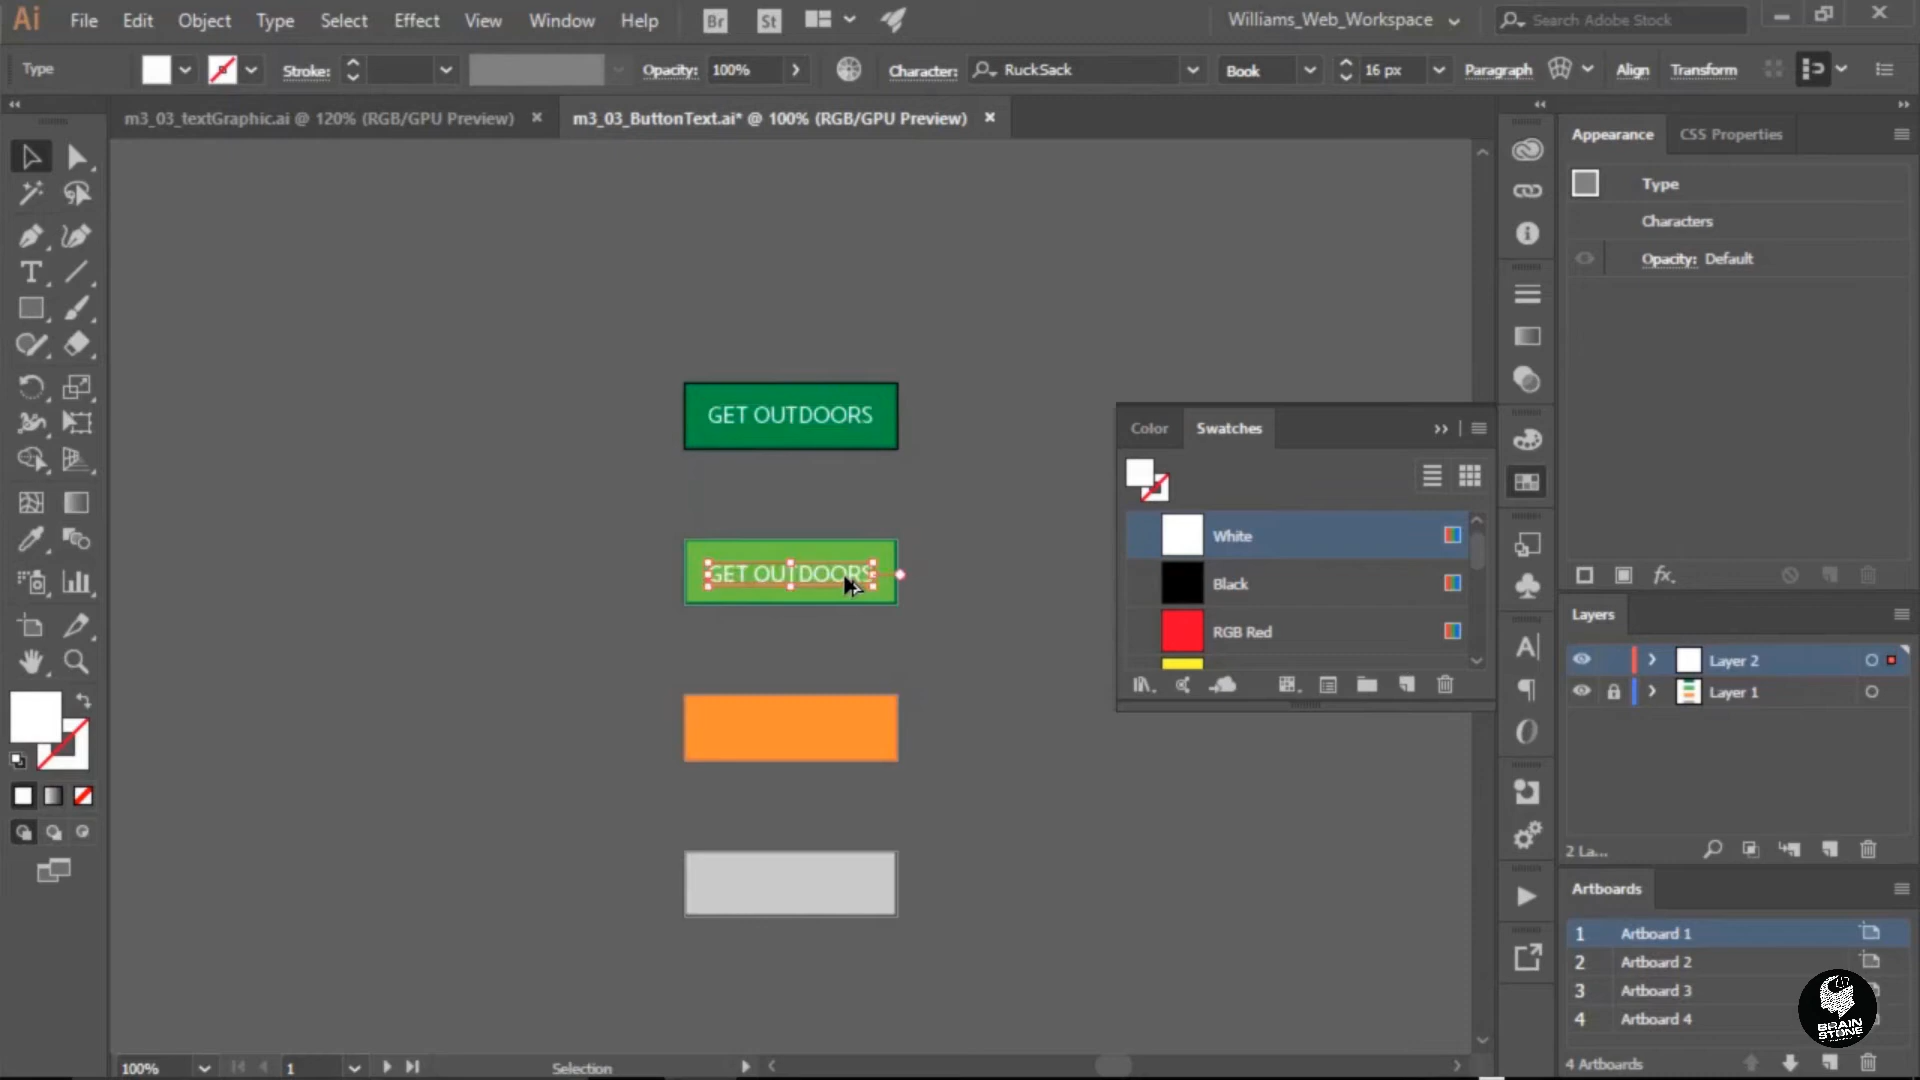 Ai File Edit Object Type Select Effect View Window Help Br St Williams_Web_Workspace Search Adobe Stock
Type Stroke: Opacity: 100% Character: RuckSack Book 16 px Paragraph Align Transform
m3_03_textGraphic.ai @ 120% (RGB/GPU Preview) m3_03_ButtonText.ai* @ 100% (RGB/GPU Preview)
Appearance CSS Properties
Type
Characters
Opacity: Default
GET OUTDOORS
GET OUTDOORS
Color Swatches
White
Black
RGB Red
fx
Layers
Layer 2
Layer 1
2 La...
Artboards
1 Artboard 1
2 Artboard 2
3 Artboard 3
4 Artboard 4
4 Artboards
BRAIN
STONE
100% 1 Selection